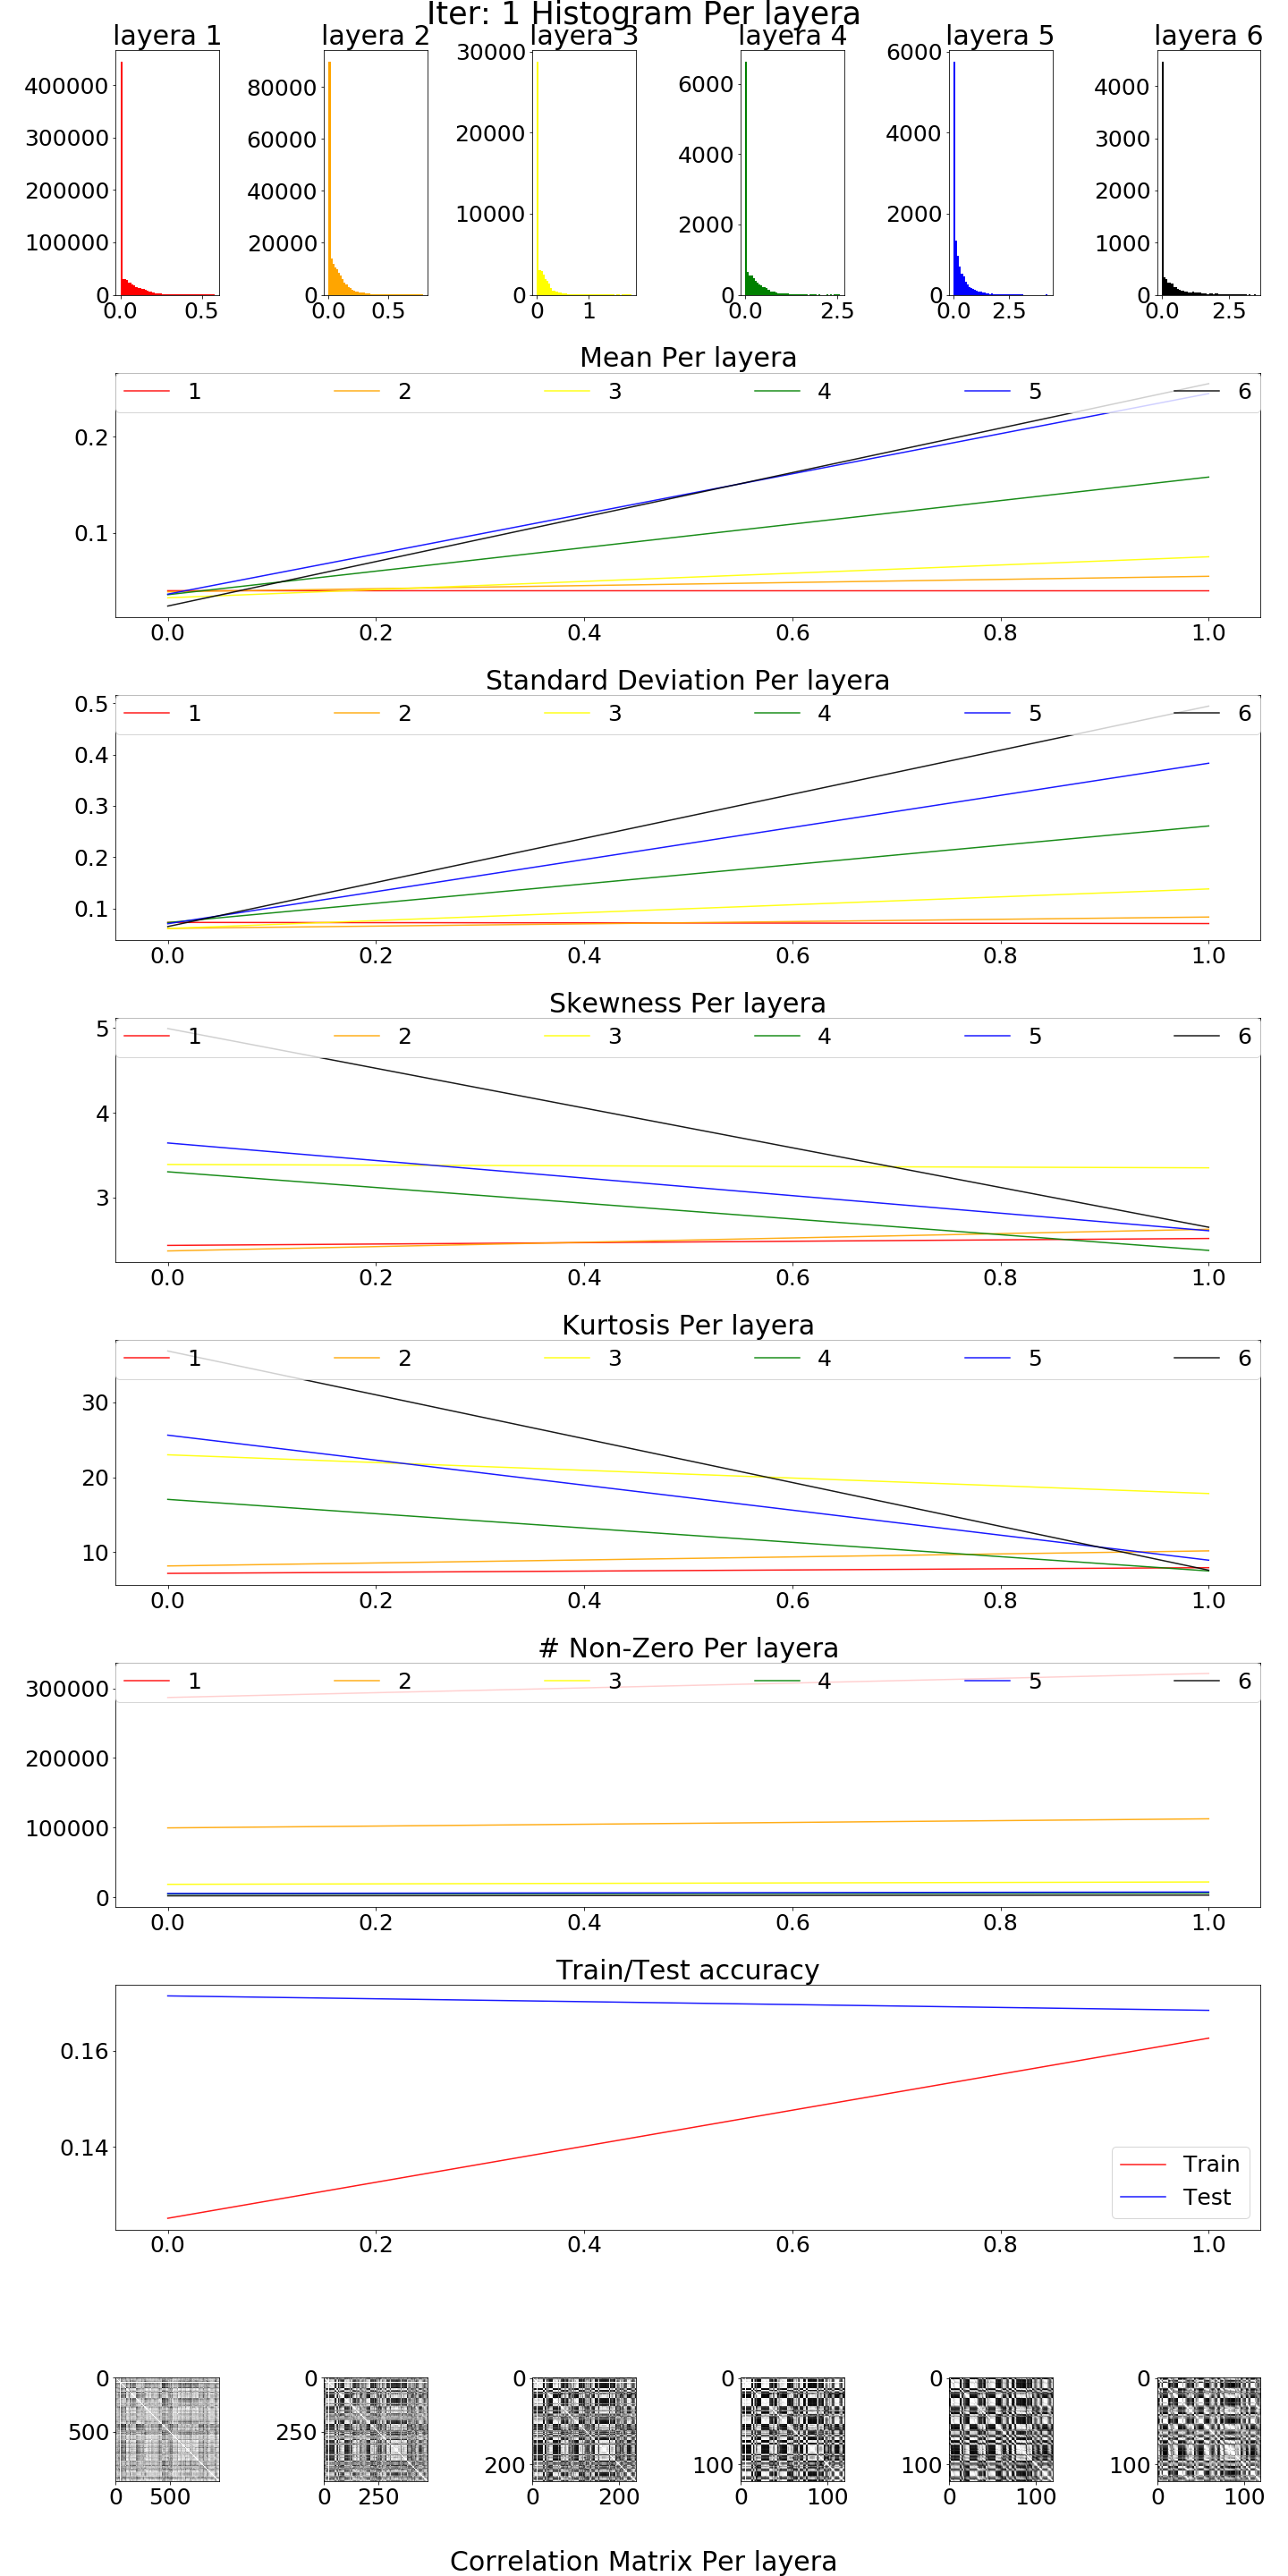 Iter: 1 Histogram Per layera
layera 1 layera 2 layera 3 layera 4 layera 5 layera 6
400000 300000 200000 100000 0
0.0 0.5
80000 60000 40000 20000 0
0.0 0.5
30000 20000 10000 0
0 1
6000 4000 2000 0
0.0 2.5
6000 4000 2000 0
0.0 2.5
4000 3000 2000 1000 0
0.0 2.5
Mean Per layera
1 2 3 4 5 6
0.2
0.1
0.0 0.2 0.4 0.6 0.8 1.0
Standard Deviation Per layera
0.5
1 2 3 4 5 6
0.4
0.3
0.2
0.1
0.0 0.2 0.4 0.6 0.8 1.0
Skewness Per layera
5
1 2 3 4 5 6
4
3
0.0 0.2 0.4 0.6 0.8 1.0
Kurtosis Per layera
1 2 3 4 5 6
30
20
10
0.0 0.2 0.4 0.6 0.8 1.0
# Non-Zero Per layera
1 2 3 4 5 6
300000
200000
100000
0
0.0 0.2 0.4 0.6 0.8 1.0
Train/Test accuracy
0.16
0.14
Train
Test
0.0 0.2 0.4 0.6 0.8 1.0
0 500
0 500
0 250
0 250
0 200
0 200
0 100
0 100
0 100
0 100
0 100
0 100
Correlation Matrix Per layera